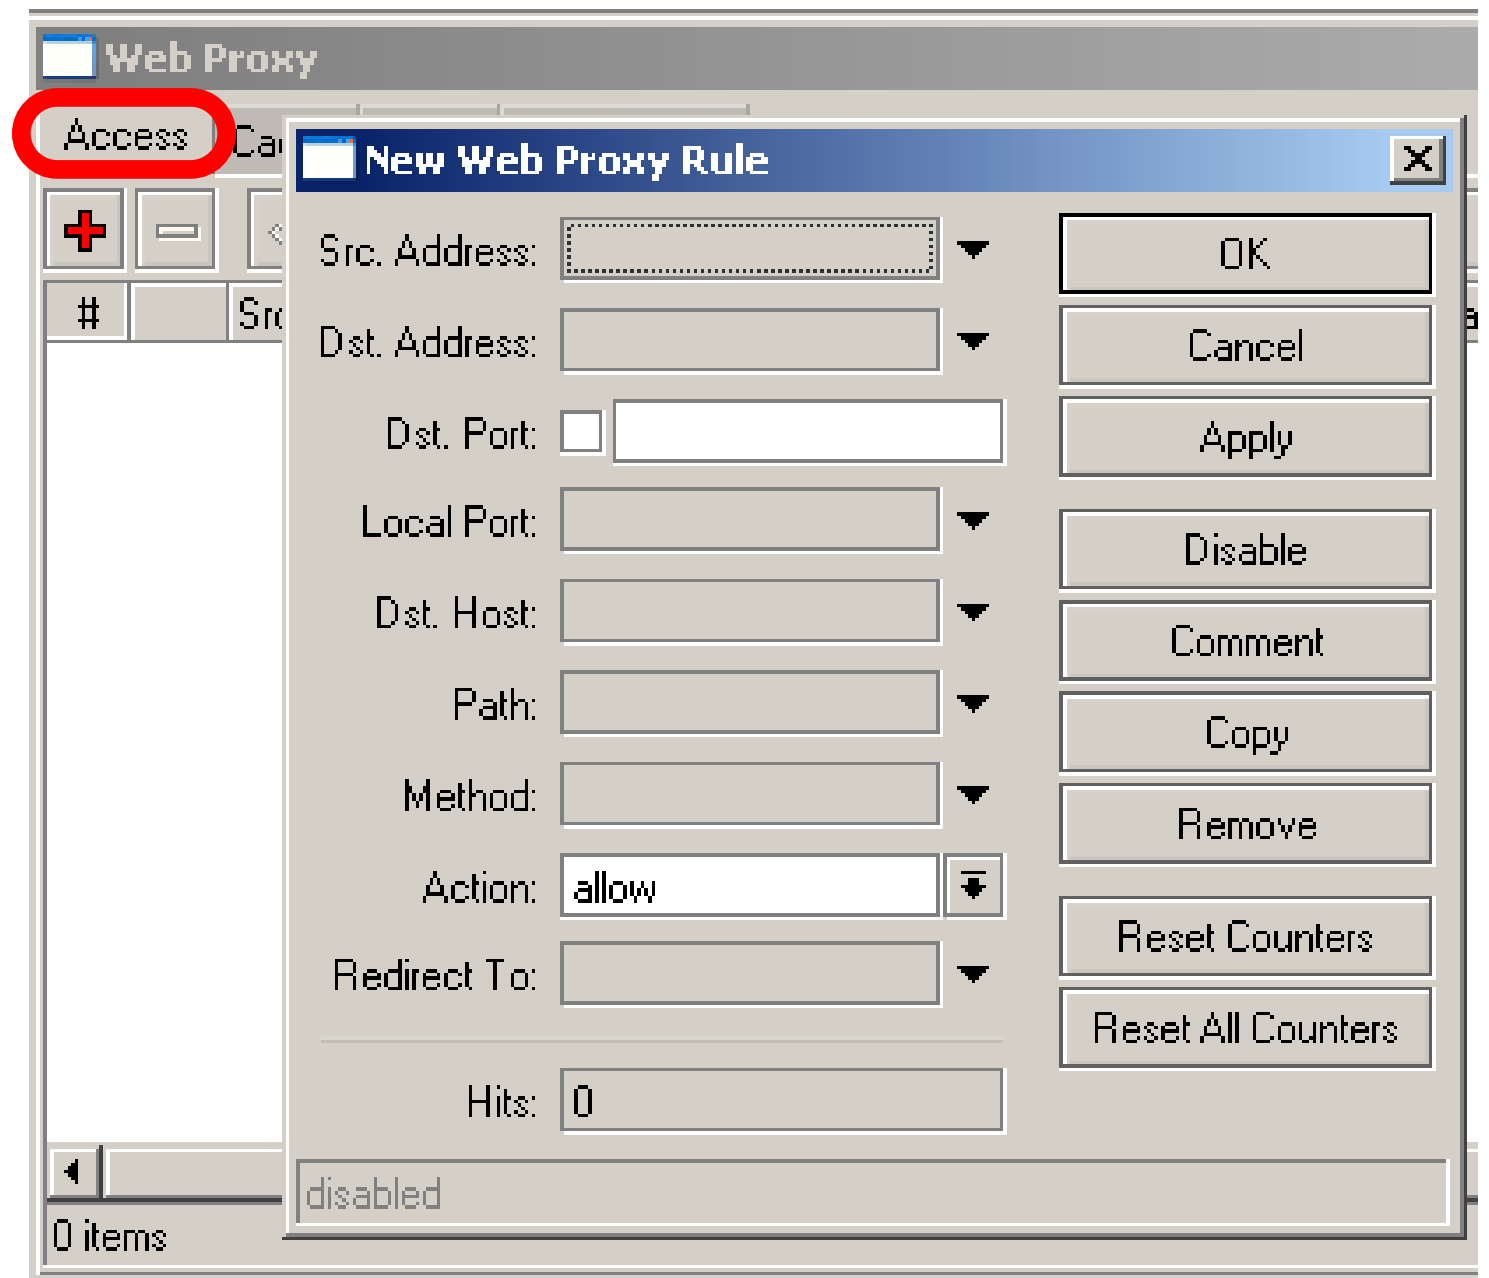 Web Proxy
Access
New Web Proxy Rule
#
Src. Address:
OK
Dst. Address:
Cancel
Dst. Port:
Apply
Local Port:
Disable
Dst. Host:
Comment
Path:
Copy
Method:
Remove
Action: allow
Reset Counters
Redirect To:
Reset All Counters
Hits: 0
disabled
0 items